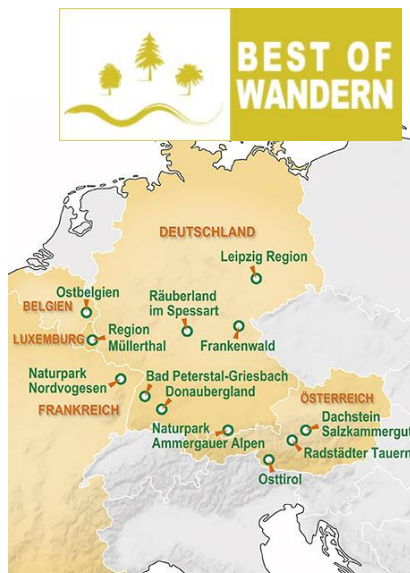 BEST OF
WANDERN
DEUTSCHLAND
Leipzig Region
Ostbelgien
BELGIEN
Räuberland
im Spessart
LUXEMBURG
Region
Müllerthal
Frankenwald
Naturpark
Nordvogesen
Bad Peterstal-Griesbach
Donaubergland
FRANKREICH
ÖSTERREICH
Naturpark
Ammergauer Alpen
Dachstein
Salzkammergut
Radstädter Tauern
Osttirol